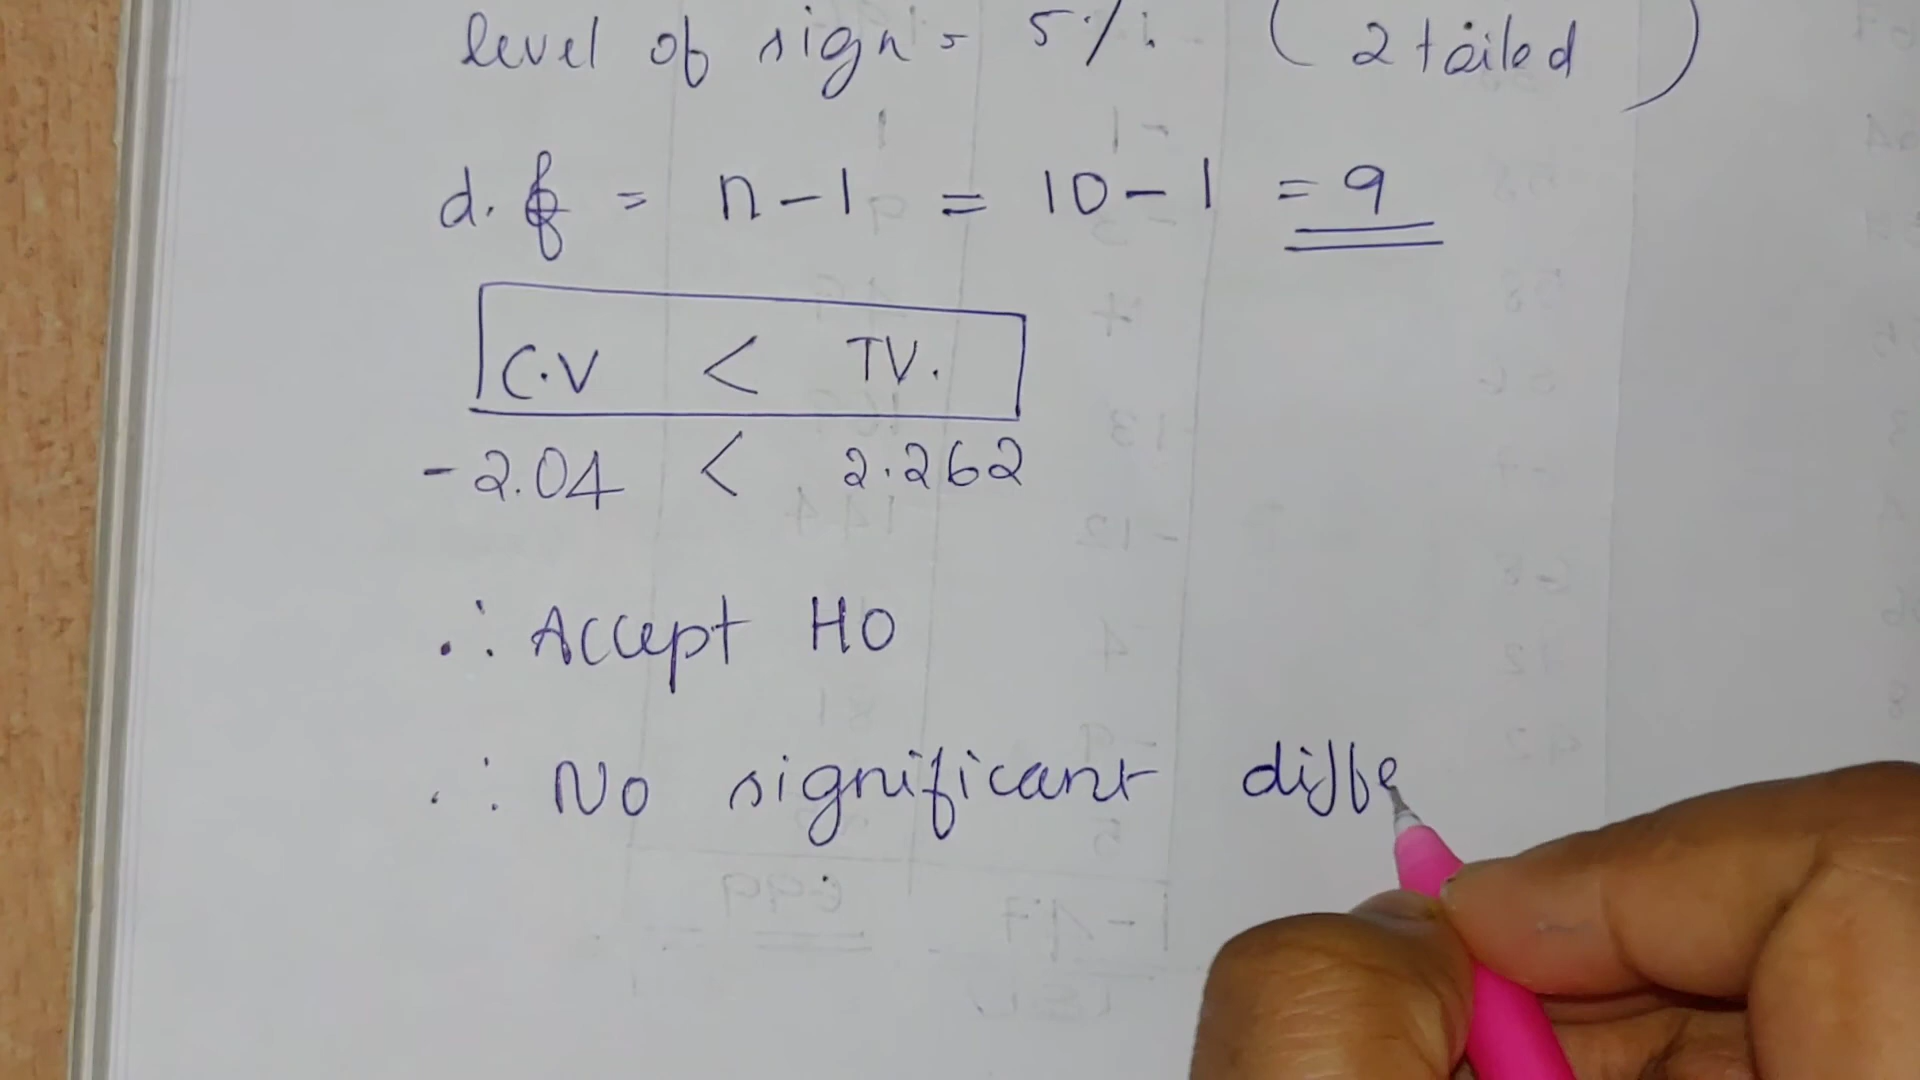 level of sign = 5%. (2 tailed)
d.f = n-1 = 10-1 = 9
C.V < TV.
-2.04 < 2.262
∴ Accept H0
∴ No significant diffe